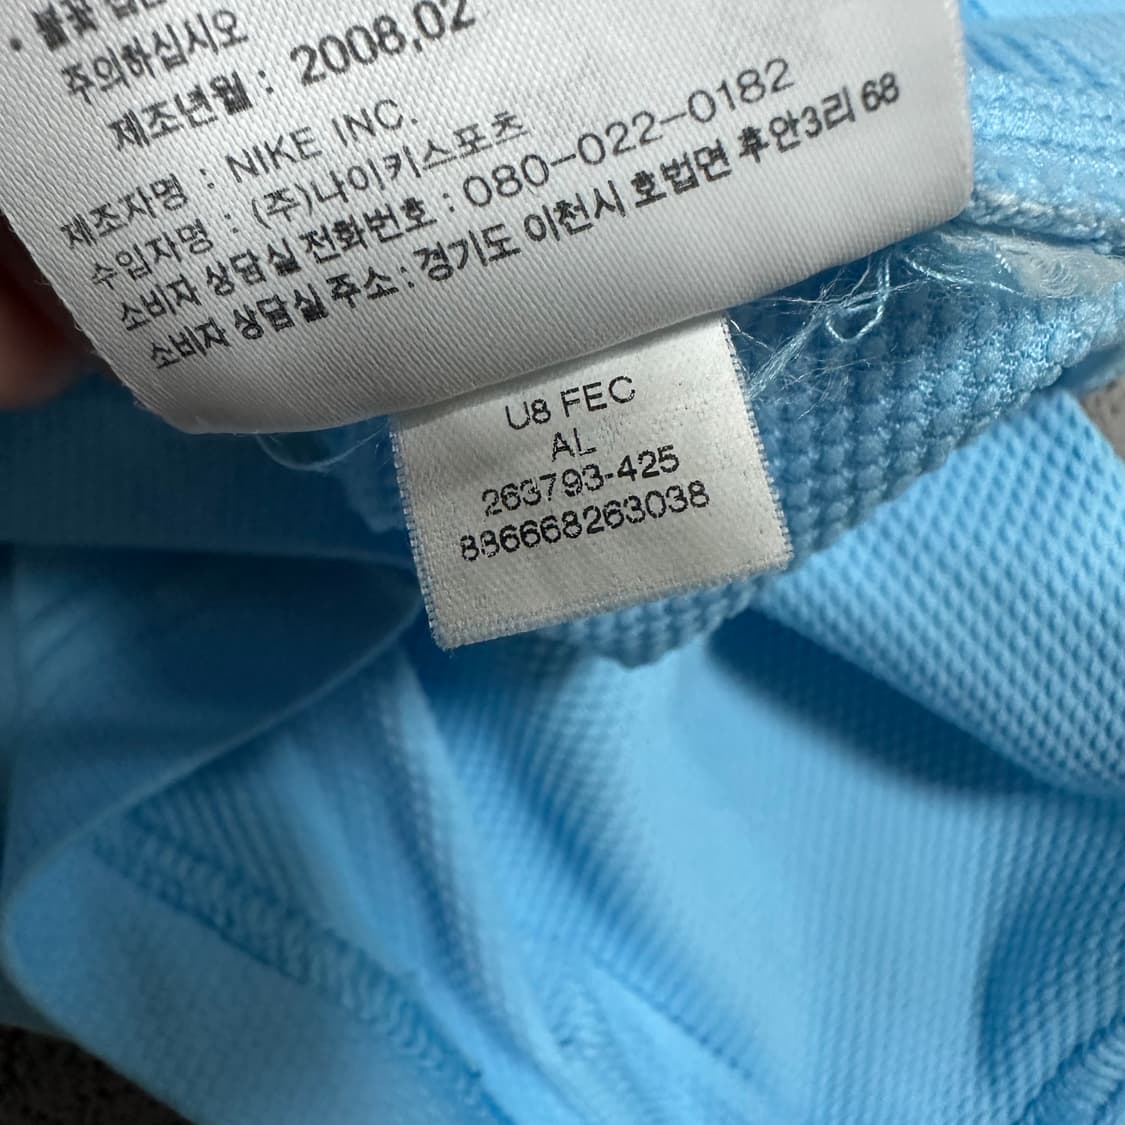 • 불꽃
주의하십시오
제조년월 : 2008,02
제조자명 : NIKE INC.
수입자명 : (주)나이키스포츠
소비자 상담실 전화번호 : 080-022-0182
소비자 상담실 주소 : 경기도 이천시 호법면 후안3리 68
U8 FEC
AL
263793-425
886668263038